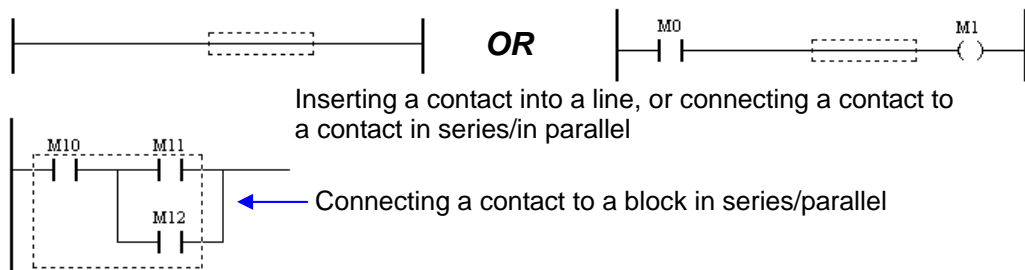 OR
M0
M1
Inserting a contact into a line, or connecting a contact to
a contact in series/in parallel
M10
M11
Connecting a contact to a block in series/parallel
M12